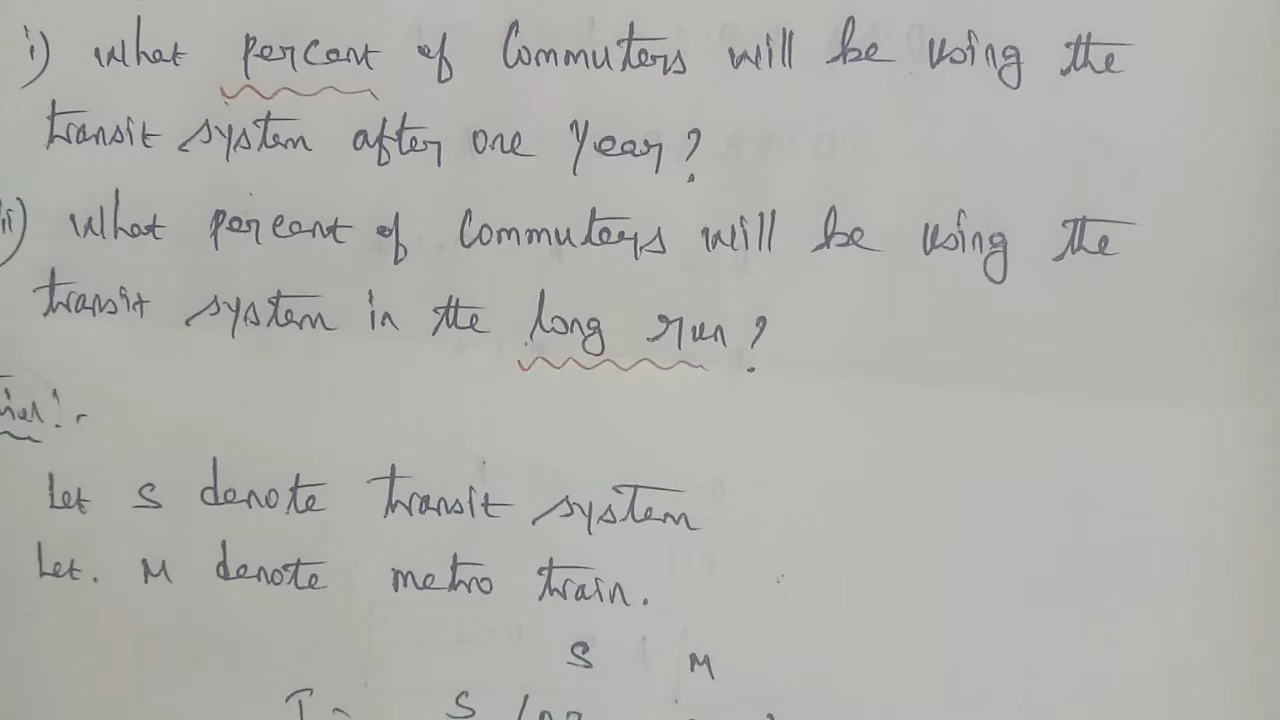 i) What percent of commuters will be using the
transit system after one year?
ii) What percent of commuters will be using the
transit system in the long run?
Let S denote transit system
Let. M denote metro train.
S M
S